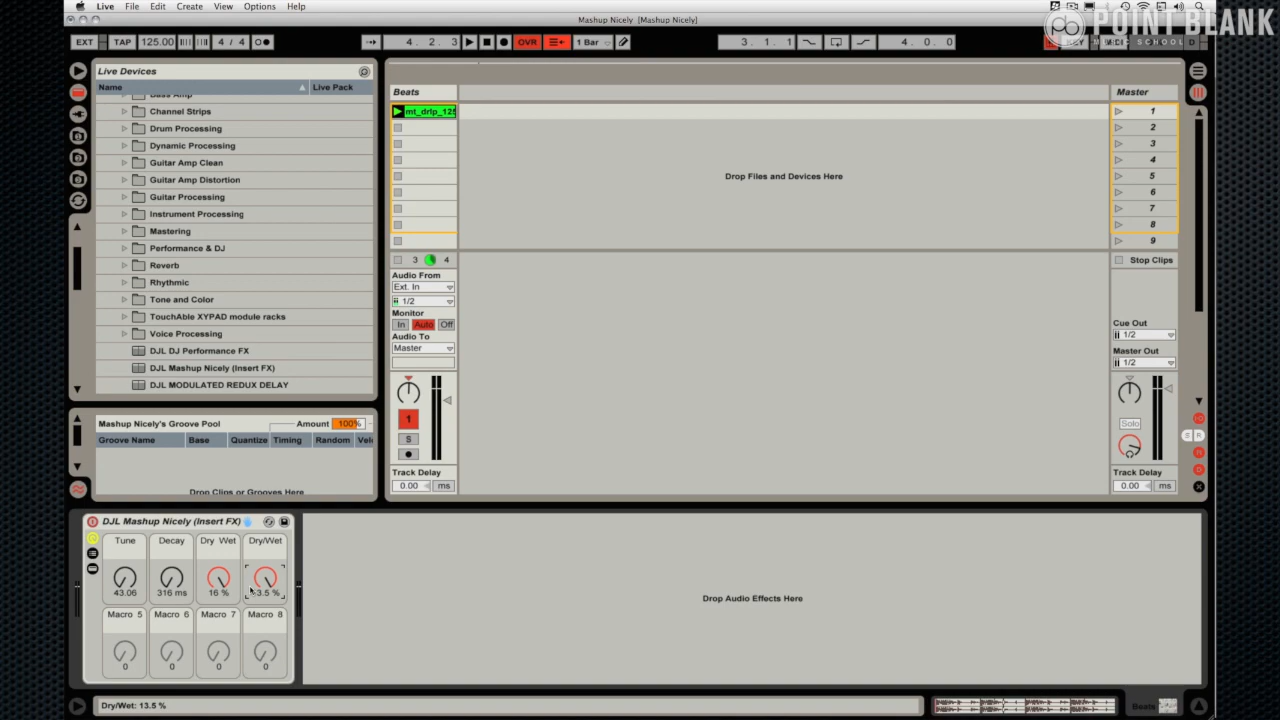 Live File Edit Create View Options Help
Mashup Nicely [Mashup Nicely]
POINT BLANK
MUSIC SCHOOL
EXT TAP 125.00 4 / 4 4. 2. 3 OVR 1 Bar 3. 1. 1 4. 0. 0
Live Devices
Name Live Pack
Bass Amp
Channel Strips
Drum Processing
Dynamic Processing
Guitar Amp Clean
Guitar Amp Distortion
Guitar Processing
Instrument Processing
Mastering
Performance & DJ
Reverb
Rhythmic
Tone and Color
TouchAble XYPAD module racks
Voice Processing
DJL DJ Performance FX
DJL Mashup Nicely (Insert FX)
DJL MODULATED REDUX DELAY
Mashup Nicely's Groove Pool Amount 100%
Groove Name Base Quantize Timing Random
Drop Clips or Grooves Here
Beats
mt_drip_125
3 4
Audio From
Ext. In
1/2
Monitor
In Auto Off
Audio To
Master
1
S
Track Delay
0.00 ms
Drop Files and Devices Here
Master
1
2
3
4
5
6
7
8
9
Stop Clips
Cue Out
1/2
Master Out
1/2
Solo
Track Delay
0.00 ms
S R
DJL Mashup Nicely (Insert FX)
Tune Decay Dry Wet Dry/Wet
43.06 316 ms 16 %
Macro 5 Macro 6 Macro 7 Macro 8
0 0 0 0
Drop Audio Effects Here
Dry/Wet: 13.5 %
Beats